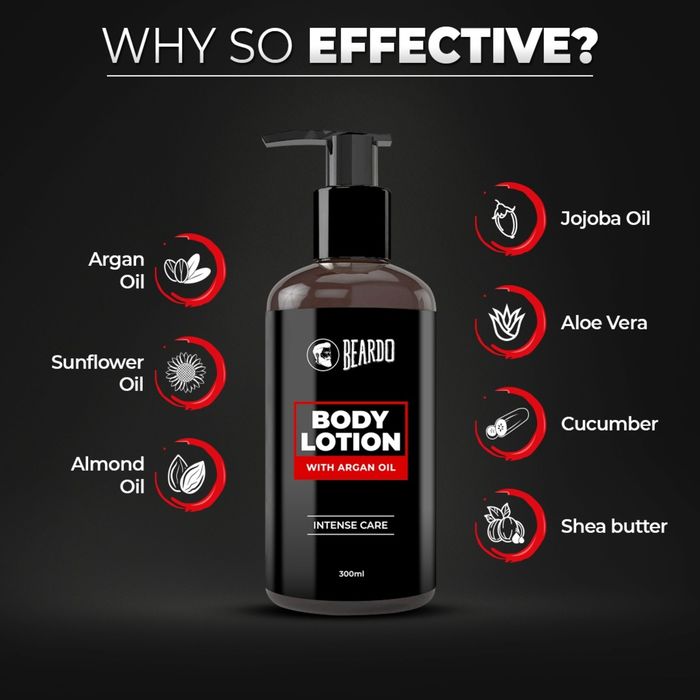 WHY SO EFFECTIVE?
Argan
Oil
Sunflower
Oil
Almond
Oil
BEARDO
BODY
LOTION
WITH ARGAN OIL
INTENSE CARE
300ml
Jojoba Oil
Aloe Vera
Cucumber
Shea butter